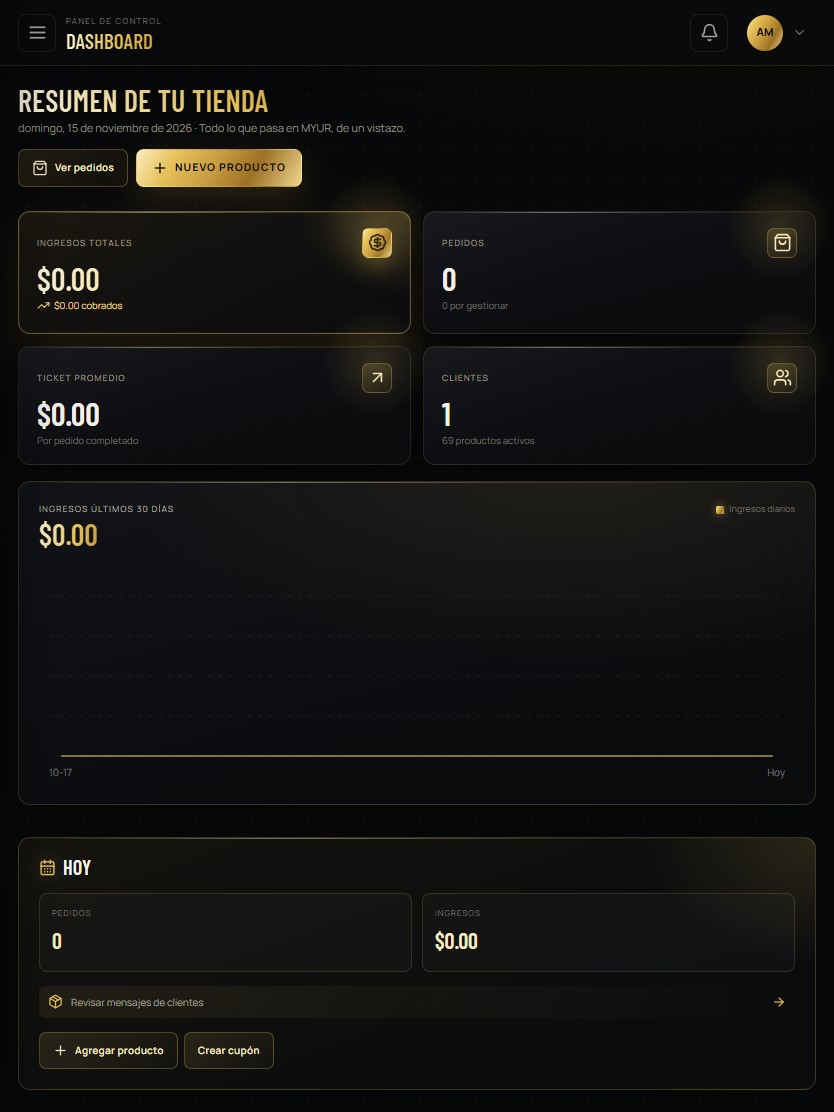 PANEL DE CONTROL
DASHBOARD
AM
RESUMEN DE TU TIENDA
domingo, 15 de noviembre de 2026 · Todo lo que pasa en MYUR, de un vistazo.
Ver pedidos
NUEVO PRODUCTO
INGRESOS TOTALES
$0.00
$0.00 cobrados
PEDIDOS
0
0 por gestionar
TICKET PROMEDIO
$0.00
Por pedido completado
CLIENTES
1
69 productos activos
INGRESOS ÚLTIMOS 30 DÍAS
$0.00
Ingresos diarios
10-17
Hoy
HOY
PEDIDOS
0
INGRESOS
$0.00
Revisar mensajes de clientes
Agregar producto
Crear cupón